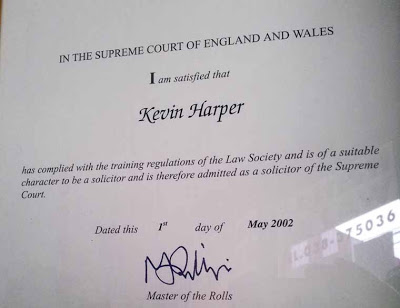 IN THE SUPREME COURT OF ENGLAND AND WALES
I am satisfied that
Kevin Harper
has complied with the training regulations of the Law Society and is of a suitable
character to be a solicitor and is therefore admitted as a solicitor of the Supreme
Court.
Dated this 1st day of May 2002
Master of the Rolls